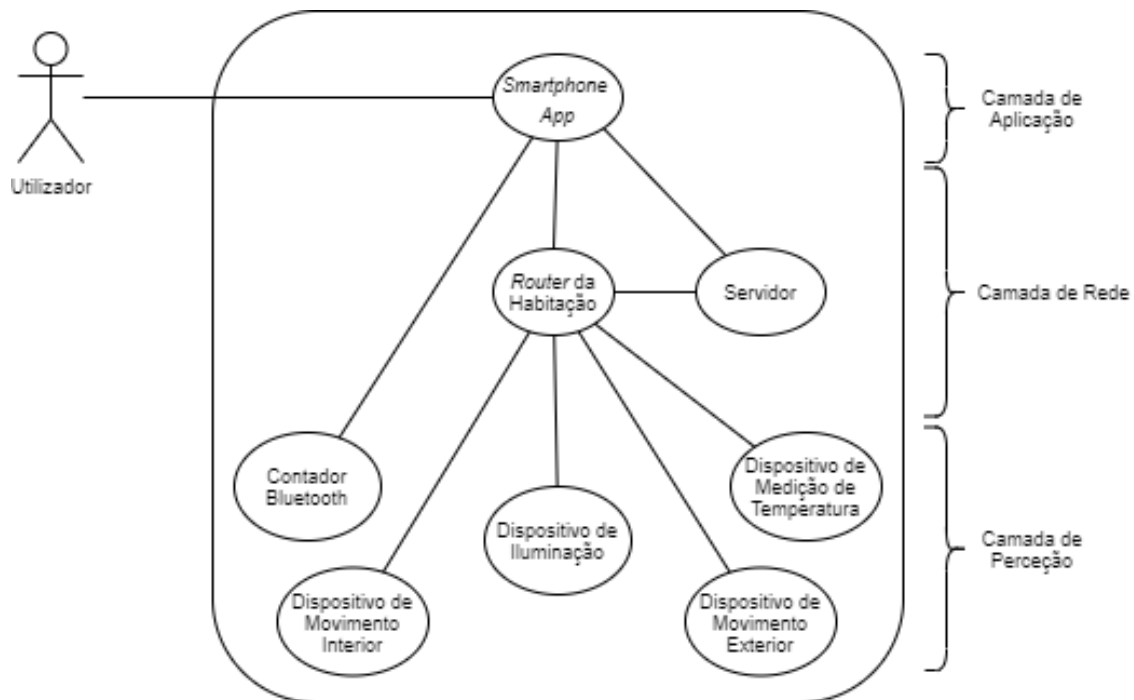 Smartphone
App
Camada de
Aplicação
Utilizador
Router da
Habitação
Servidor
Camada de Rede
Contador
Bluetooth
Dispositivo de
Medição de
Temperatura
Dispositivo de
Iluminação
Camada de
Perceção
Dispositivo de
Movimento
Interior
Dispositivo de
Movimento
Exterior